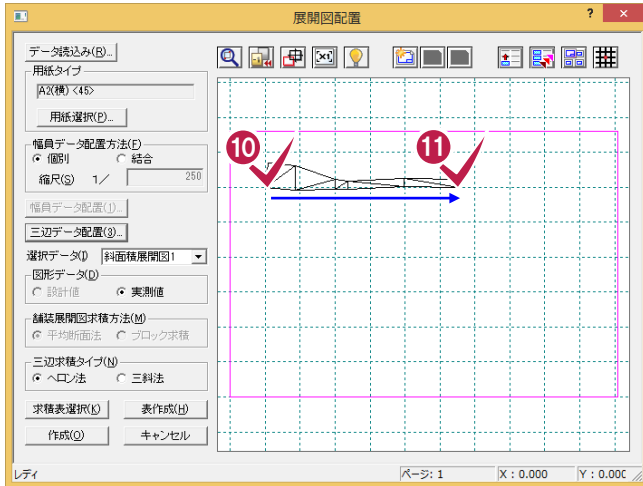 展開図配置
? ×
データ読込み(R)...
用紙タイプ
A2(横) <45>
用紙選択(P)...
幅員データ配置方法(F)
個別 結合
縮尺(S) 1/ 250
幅員データ配置(1)...
三辺データ配置(3)...
選択データ(I) 斜面積展開図1
図形データ(D)
設計値 実測値
舗装展開図求積方法(M)
平均断面法 ブロック求積
三辺求積タイプ(N)
ヘロン法 三斜法
求積表選択(K) 表作成(H)
作成(O) キャンセル
10 11
レディ ページ: 1 X : 0.000 Y : 0.000